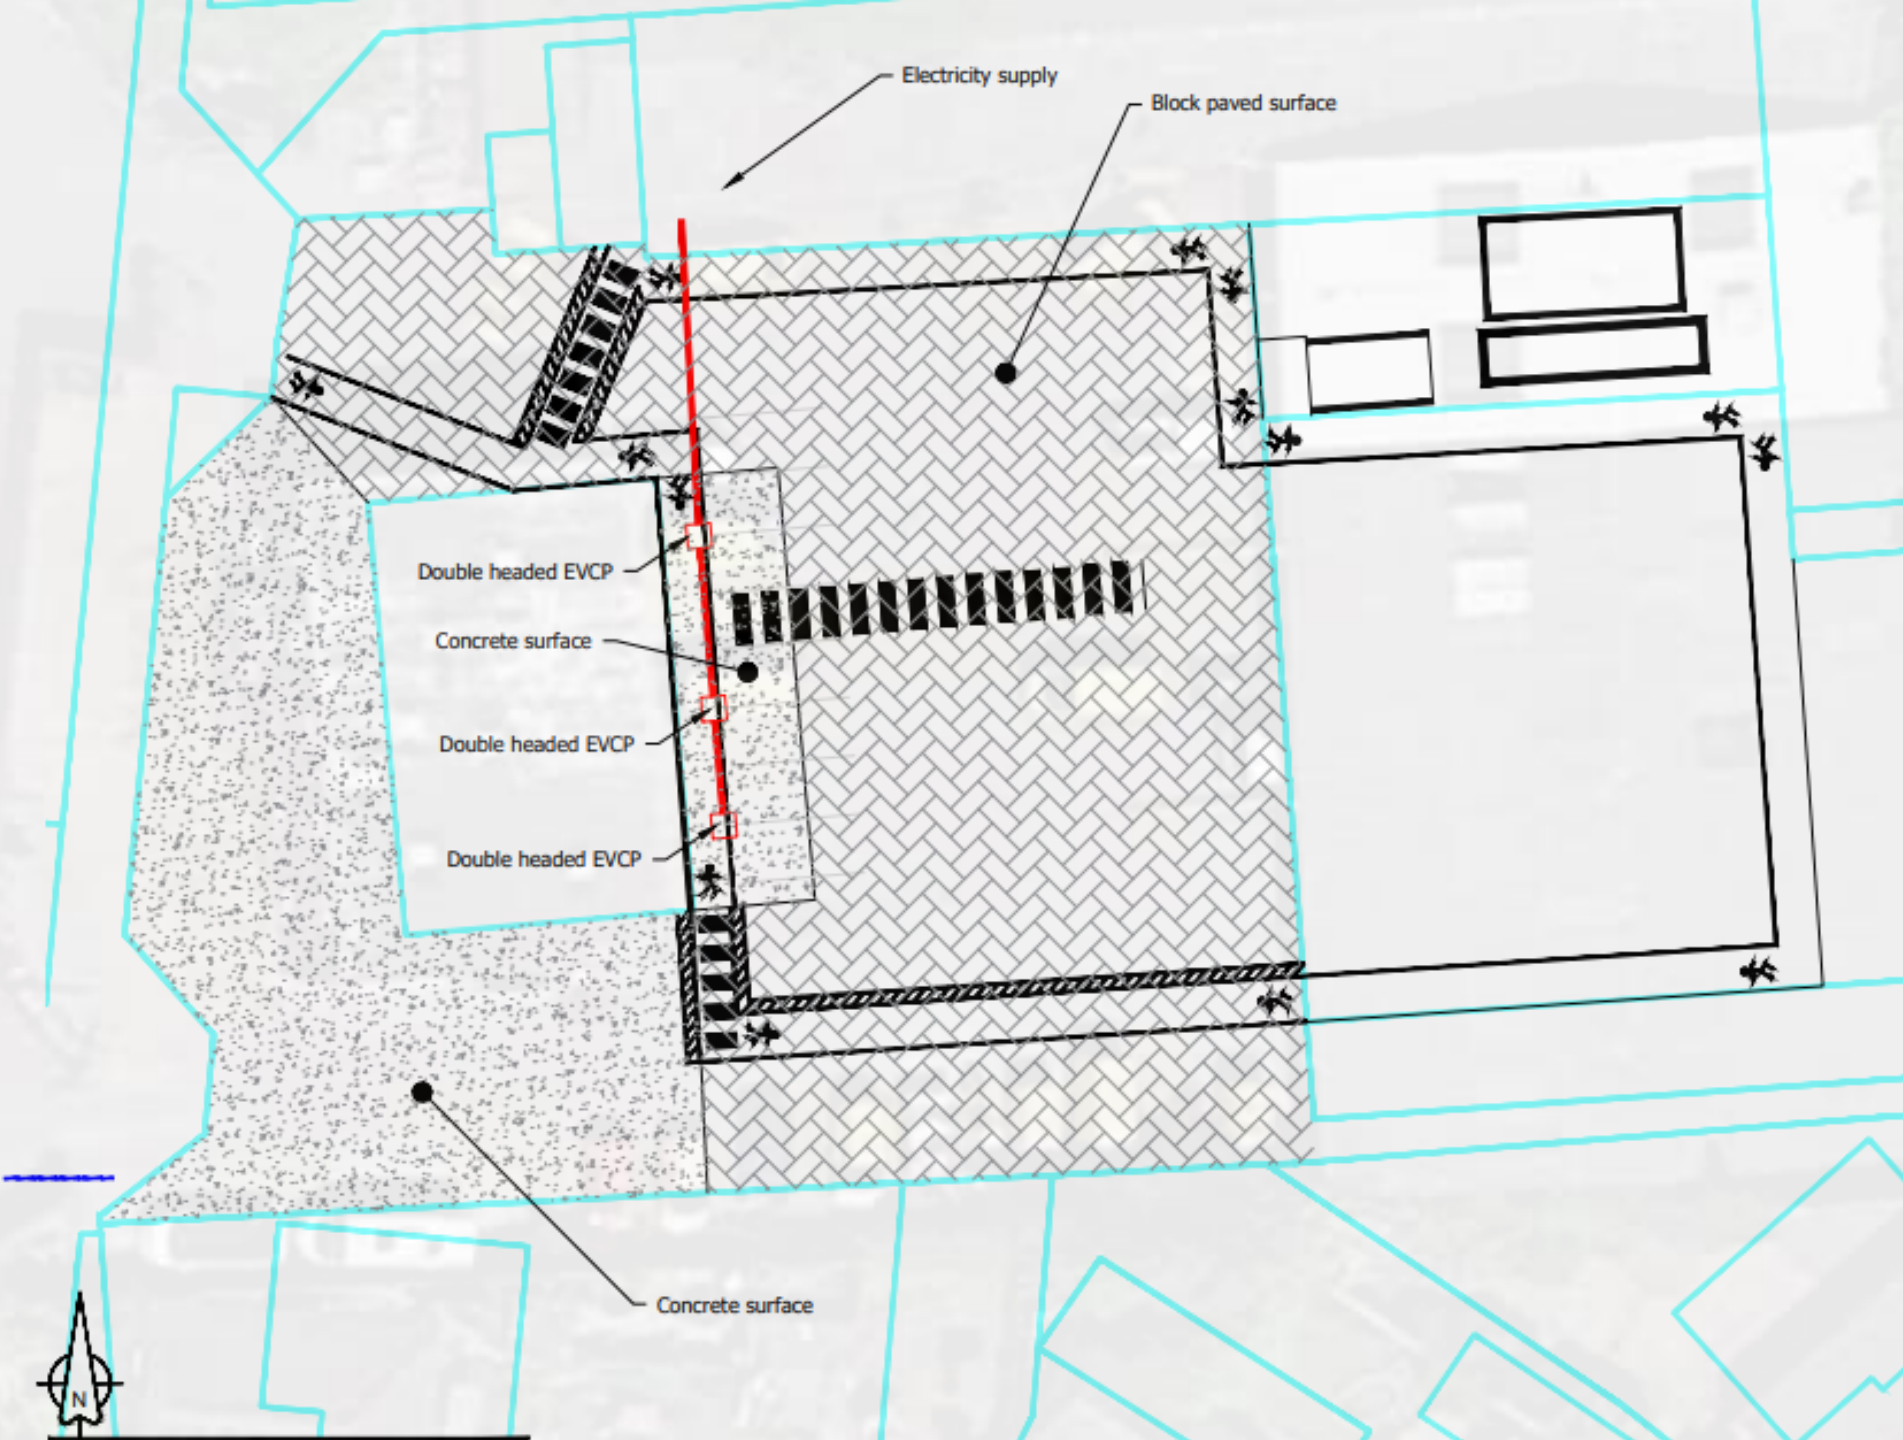 Electricity supply
Block paved surface
Double headed EVCP
Concrete surface
Double headed EVCP
Double headed EVCP
Concrete surface
N